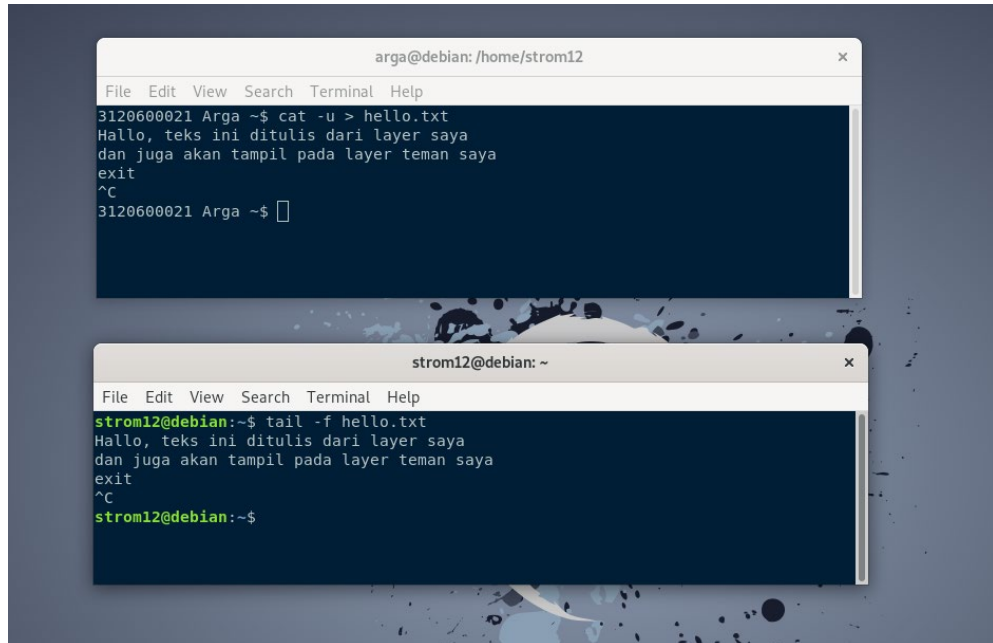 arga@debian: /home/strom12 ×
File Edit View Search Terminal Help
3120600021 Arga ~$ cat -u > hello.txt
Hallo, teks ini ditulis dari layer saya
dan juga akan tampil pada layer teman saya
exit
^C
3120600021 Arga ~$
strom12@debian: ~ ×
File Edit View Search Terminal Help
strom12@debian:~$ tail -f hello.txt
Hallo, teks ini ditulis dari layer saya
dan juga akan tampil pada layer teman saya
exit
^C
strom12@debian:~$